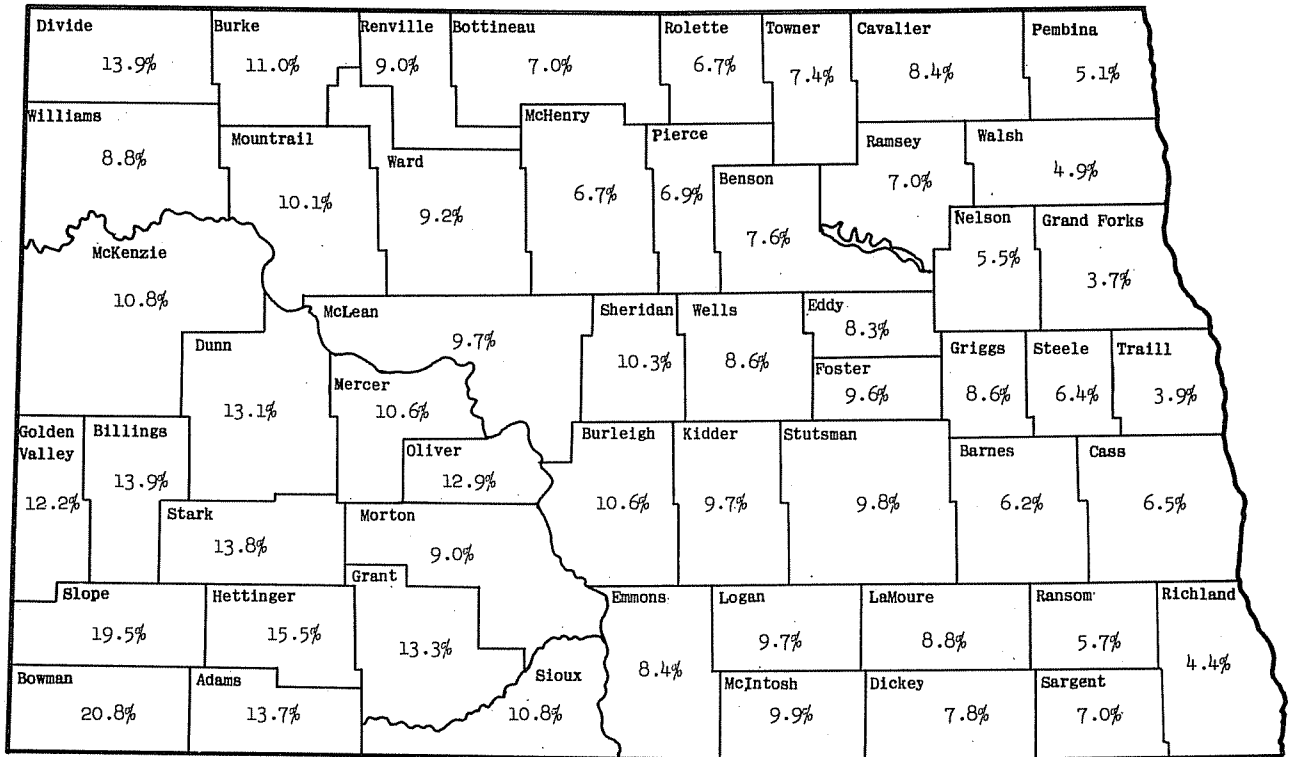 Divide
13.9%
Burke
11.0%
Renville
9.0%
Bottineau
7.0%
Rolette
6.7%
Towner
7.4%
Cavalier
8.4%
Pembina
5.1%
Williams
8.8%
Mountrail
10.1%
Ward
9.2%
McHenry
6.7%
Pierce
6.9%
Benson
7.6%
Ramsey
7.0%
Walsh
4.9%
Nelson
5.5%
Grand Forks
3.7%
McKenzie
10.8%
Dunn
13.1%
McLean
9.7%
Mercer
10.6%
Oliver
12.9%
Sheridan
10.3%
Wells
8.6%
Eddy
8.3%
Foster
9.6%
Griggs
8.6%
Steele
6.4%
Traill
3.9%
Golden
Valley
12.2%
Billings
13.9%
Stark
13.8%
Morton
9.0%
Burleigh
10.6%
Kidder
9.7%
Stutsman
9.8%
Barnes
6.2%
Cass
6.5%
Slope
19.5%
Hettinger
15.5%
Grant
13.3%
Emmons
8.4%
Logan
9.7%
LaMoure
8.8%
Ransom
5.7%
Richland
4.4%
Bowman
20.8%
Adams
13.7%
Sioux
10.8%
McIntosh
9.9%
Dickey
7.8%
Sargent
7.0%